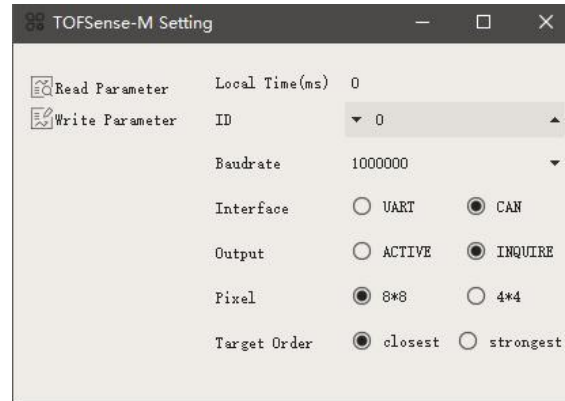 TOFSense-M Setting
Read Parameter
Write Parameter
Local Time(ms) 0
ID 0
Baudrate 1000000
Interface UART CAN
Output ACTIVE INQUIRE
Pixel 8*8 4*4
Target Order closest strongest